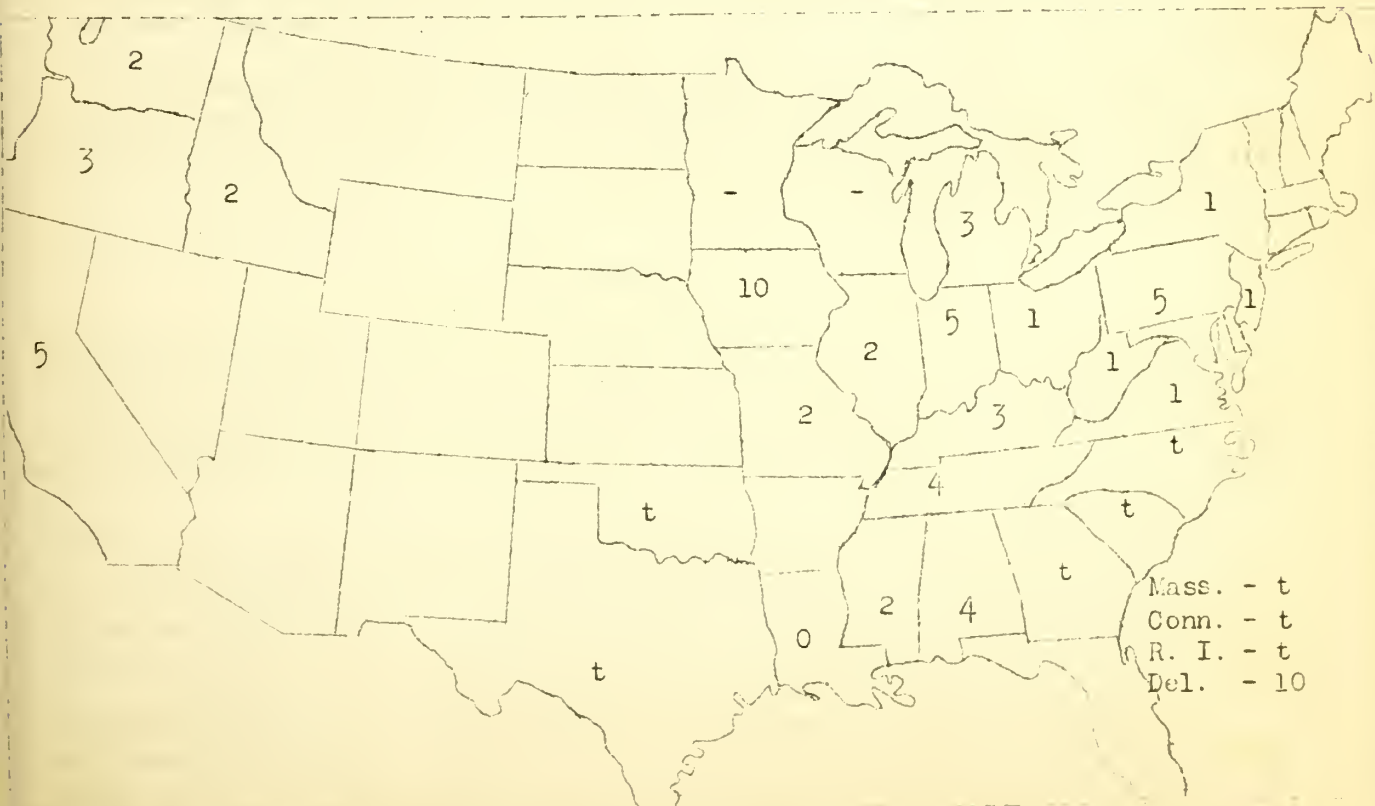 2
3
2
- - 3 1
10 5 1 5 1
5 2 1
2 3 1
t
4
t t
t
2 4
0
t
Mass. - t
Conn. - t
R. I. - t
Del. - 10